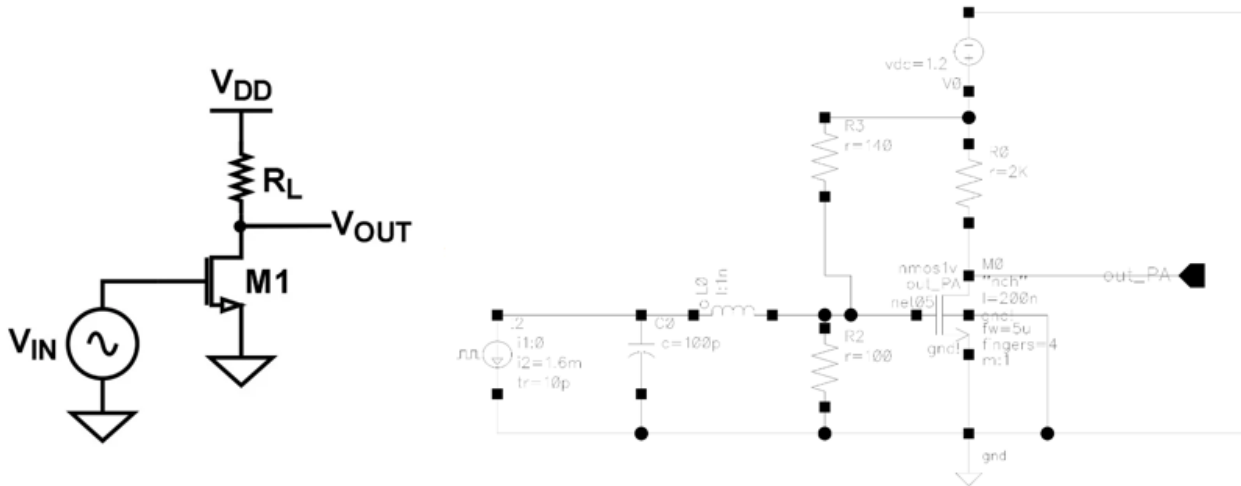 VDD
RL
VOUT
M1
VIN
vdc=1.2
V0
R3
r=140
R0
r=2K
M0
nmos1v
out_PA
"nch"
out_PA
net05
l=200n
gnd!
fw=5u
fingers=4
m:1
gnd!
L0
l:1n
C0
c=100p
i1:0
i2=1.6m
tr=10p
R2
r=100
gnd